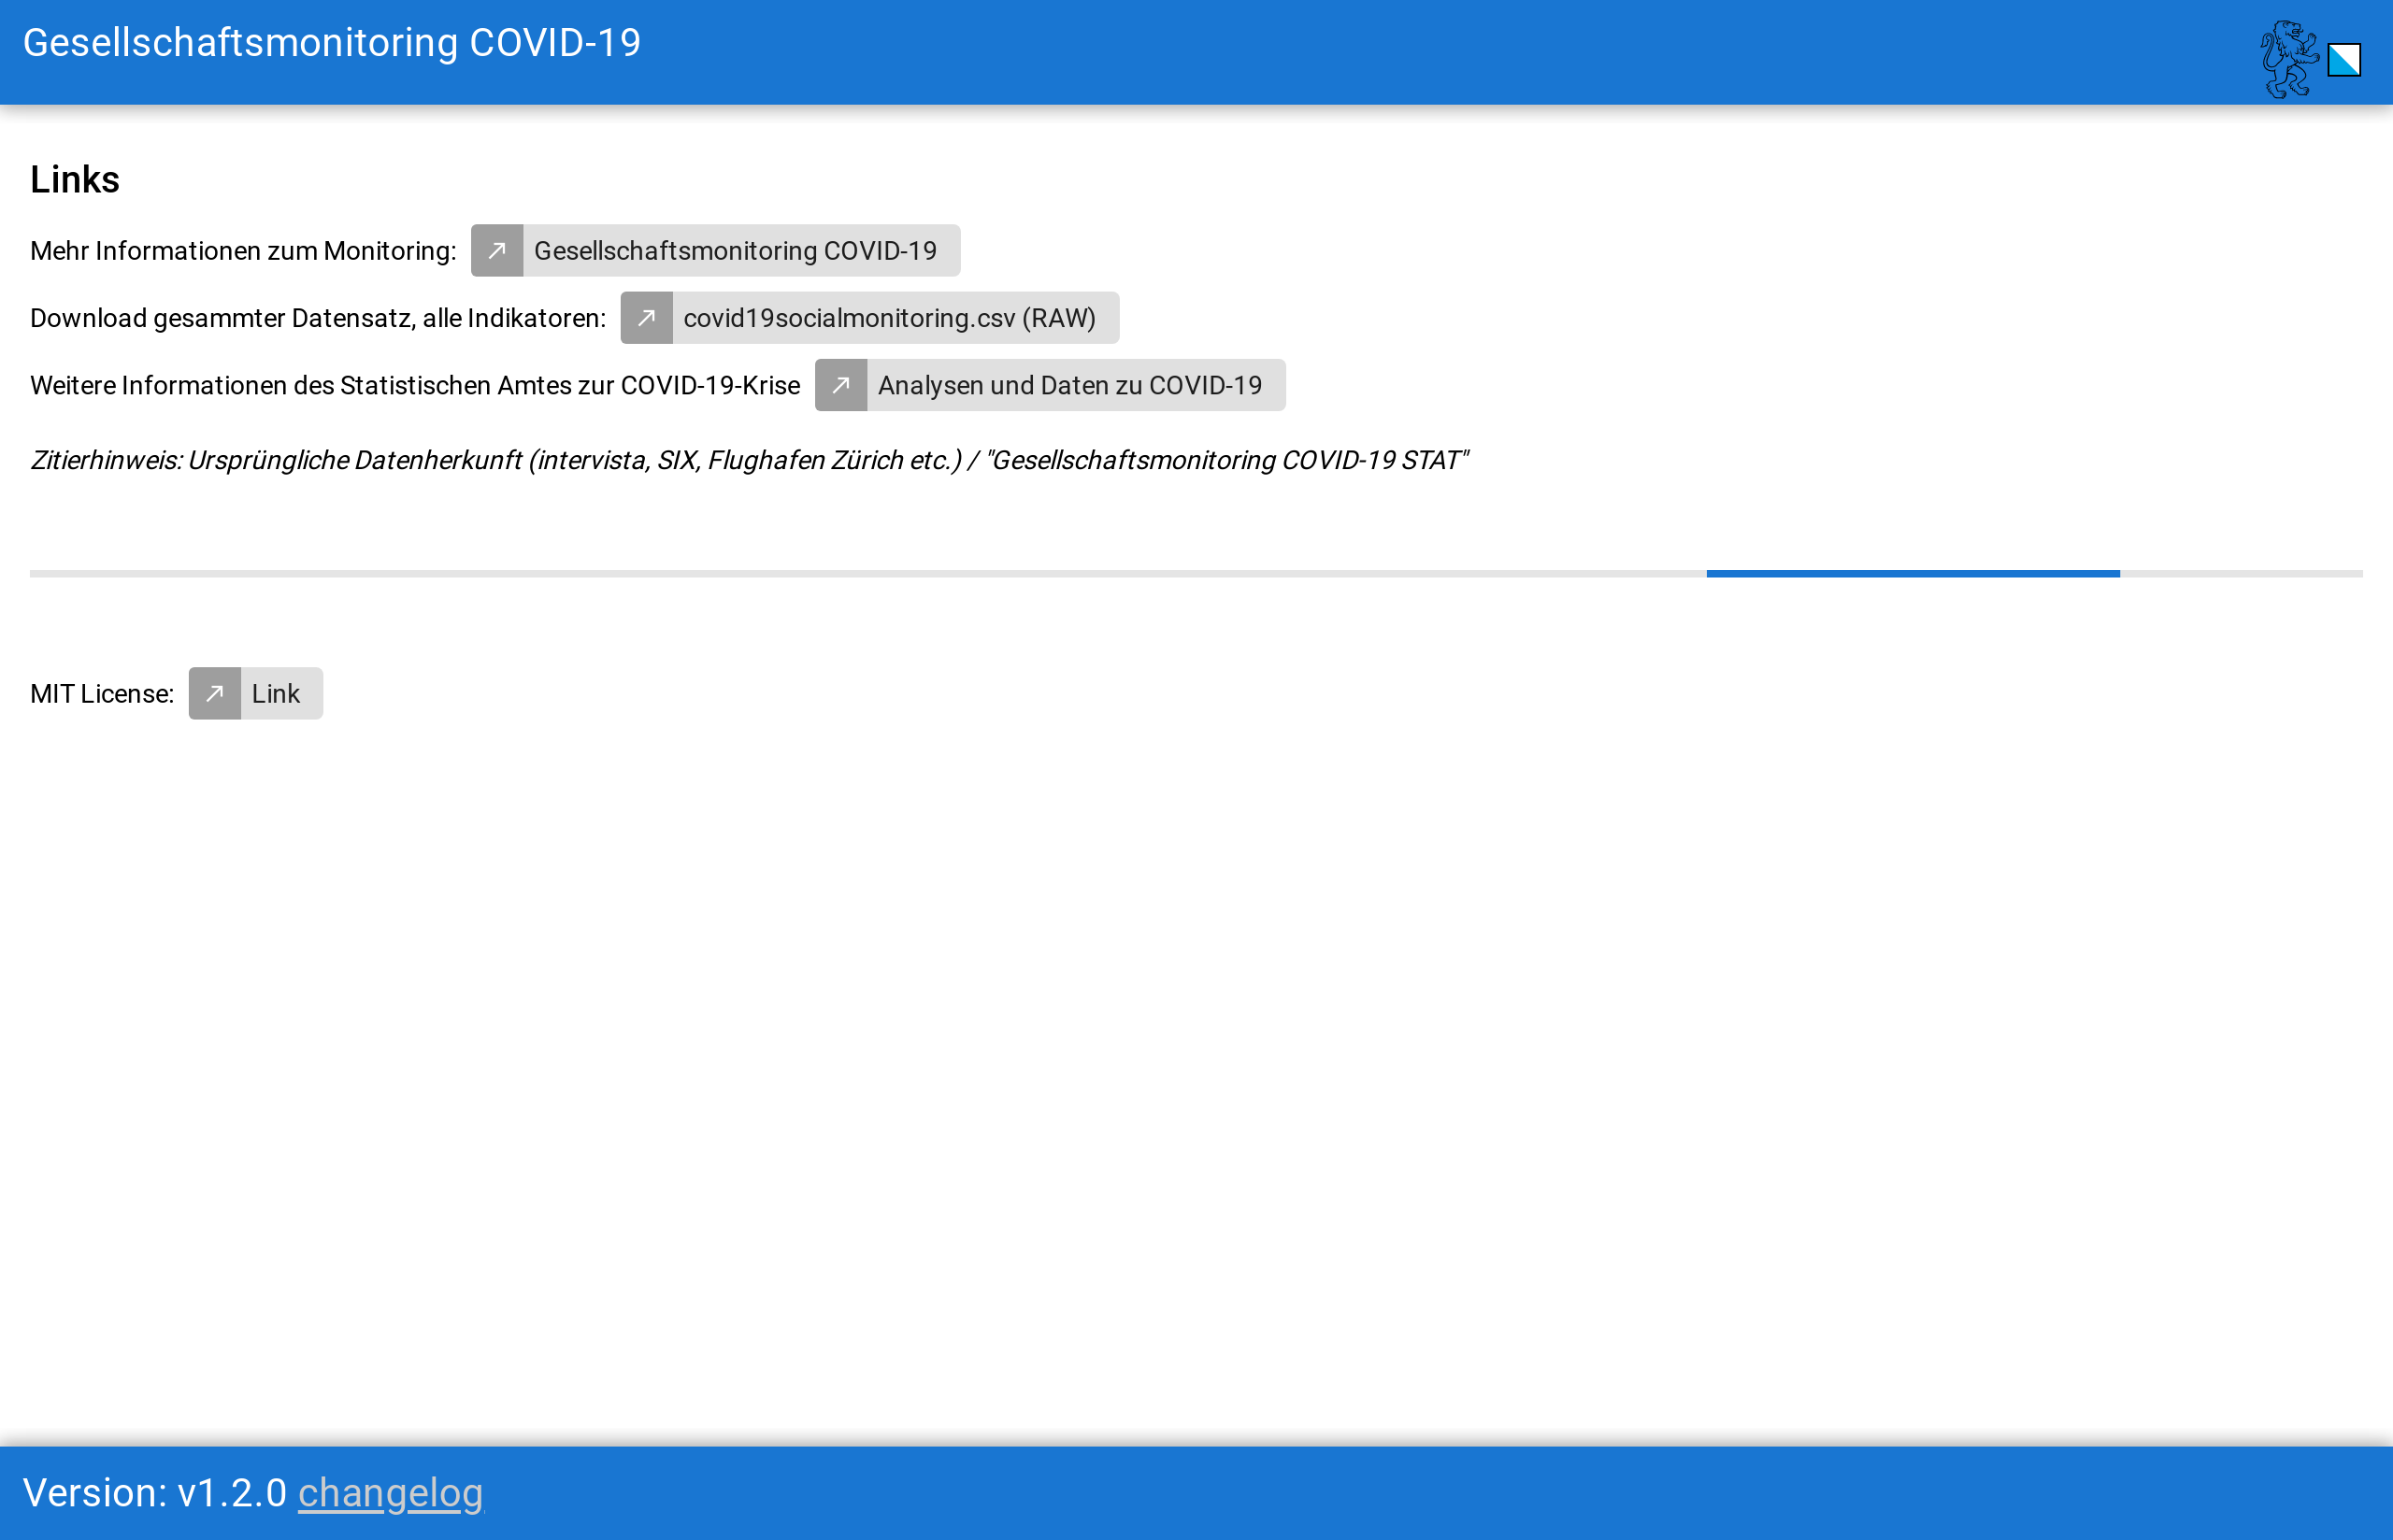 Gesellschaftsmonitoring COVID-19
Links
Mehr Informationen zum Monitoring: Gesellschaftsmonitoring COVID-19
Download gesammter Datensatz, alle Indikatoren: covid19socialmonitoring.csv (RAW)
Weitere Informationen des Statistischen Amtes zur COVID-19-Krise Analysen und Daten zu COVID-19
Zitierhinweis: Ursprüngliche Datenherkunft (intervista, SIX, Flughafen Zürich etc.) / "Gesellschaftsmonitoring COVID-19 STAT"
MIT License: Link
Version: v1.2.0 changelog